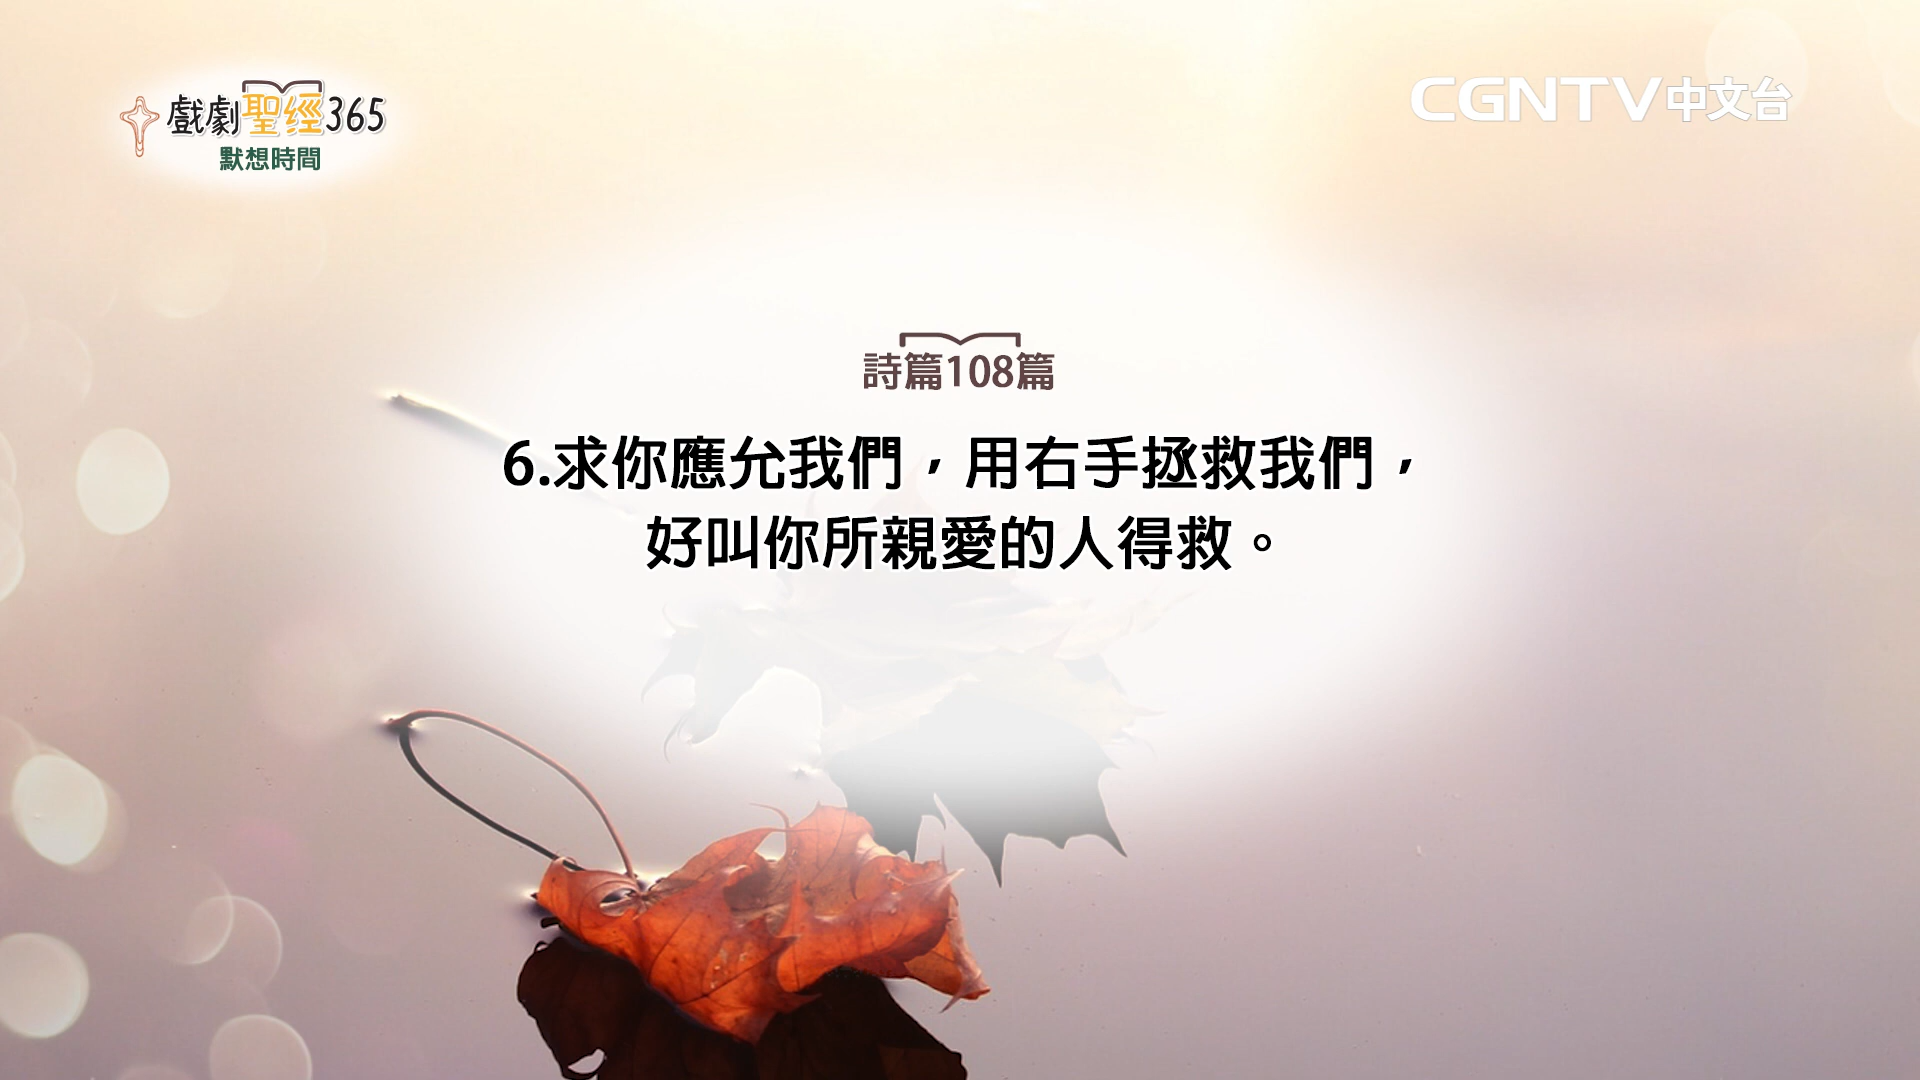 戲劇聖經365
默想時間
CGNTV中文台
詩篇108篇
6.求你應允我們，用右手拯救我們，
好叫你所親愛的人得救。